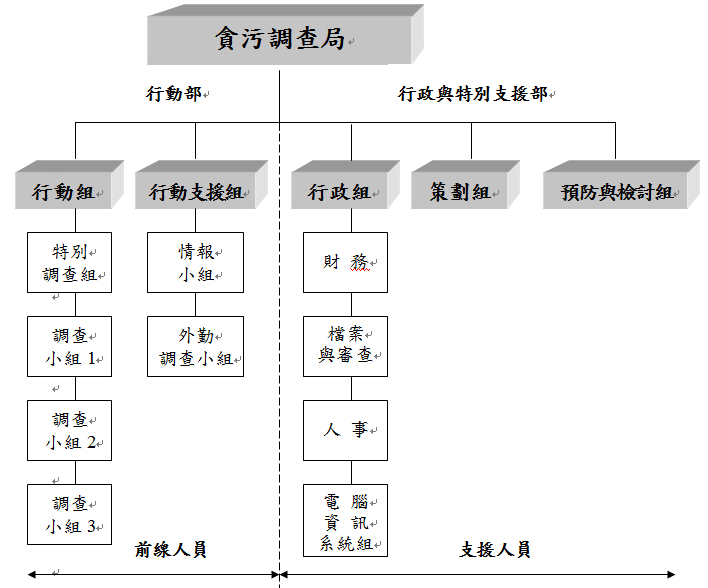 貪污調查局
行動部
行政與特別支援部
行動組
行動支援組
行政組
策劃組
預防與檢討組
特別
調查組
調查
小組 1
調查
小組 2
調查
小組 3
情報
小組
外勤
調查小組
財 務
檔案
與審查
人 事
電 腦
資 訊
系統組
前線人員
支援人員